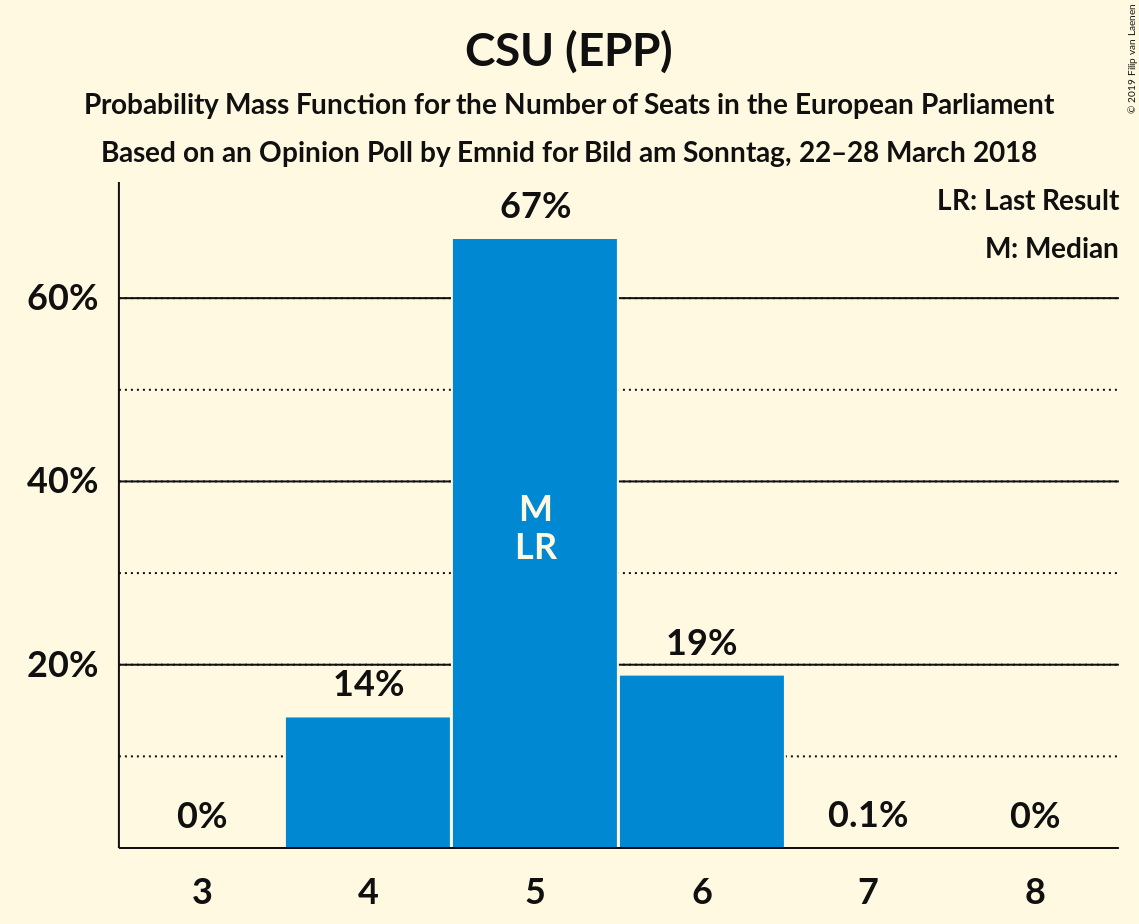 CSU (EPP)
Probability Mass Function for the Number of Seats in the European Parliament
Based on an Opinion Poll by Emnid for Bild am Sonntag, 22–28 March 2018
© 2019 Filip van Laenen
LR: Last Result
M: Median
67%
60%
40%
M
LR
20%
19%
14%
0%
0.1%
0%
3 4 5 6 7 8